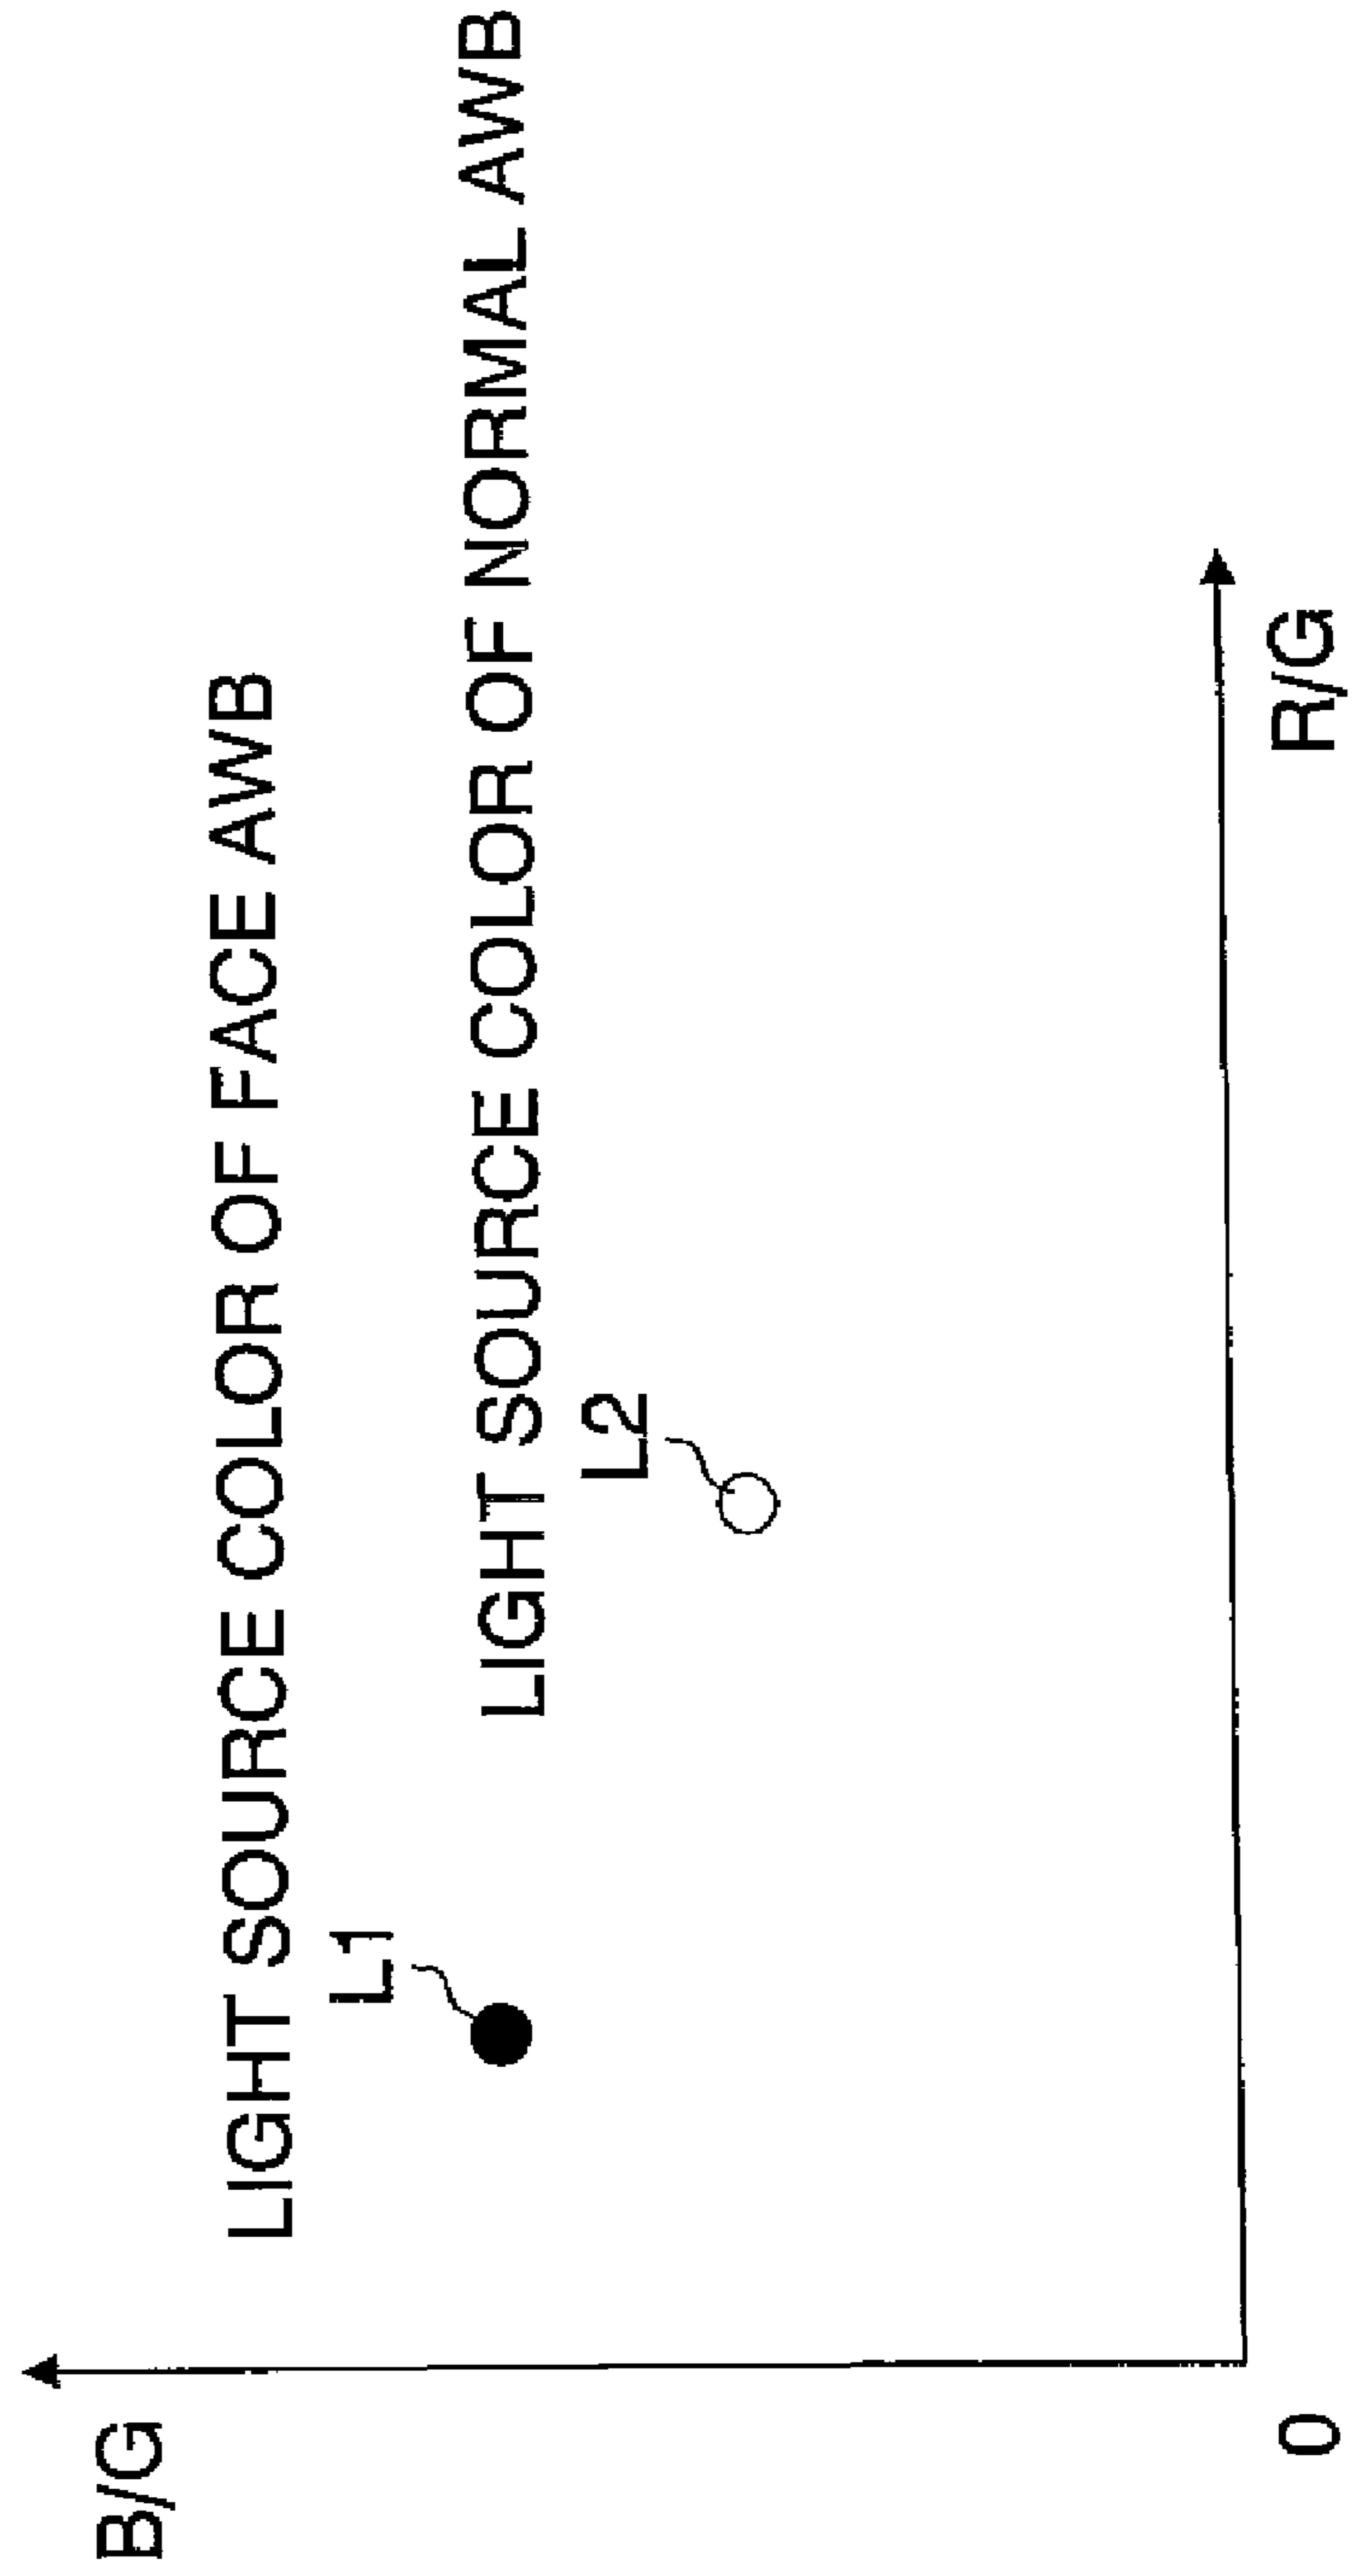 B/G
LIGHT SOURCE COLOR OF FACE AWB
L1
LIGHT SOURCE COLOR OF NORMAL AWB
L2
0
R/G